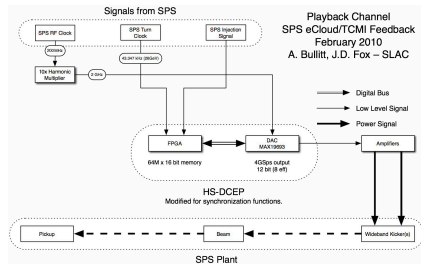 Signals from SPS
SPS RF Clock
SPS Turn
Clock
SPS Injection
Signal
200MHz
43.347 kHz (26GeV)
10x Harmonic
Multiplier
2 GHz
Playback Channel
SPS eCloud/TCMI Feedback
February 2010
A. Bullitt, J.D. Fox – SLAC
Digital Bus
Low Level Signal
Power Signal
FPGA
DAC
MAX19693
Amplifiers
64M x 16 bit memory
4GSps output
12 bit (8 eff)
HS-DCEP
Modified for synchronization functions.
Pickup
Beam
Wideband Kicker(s)
SPS Plant